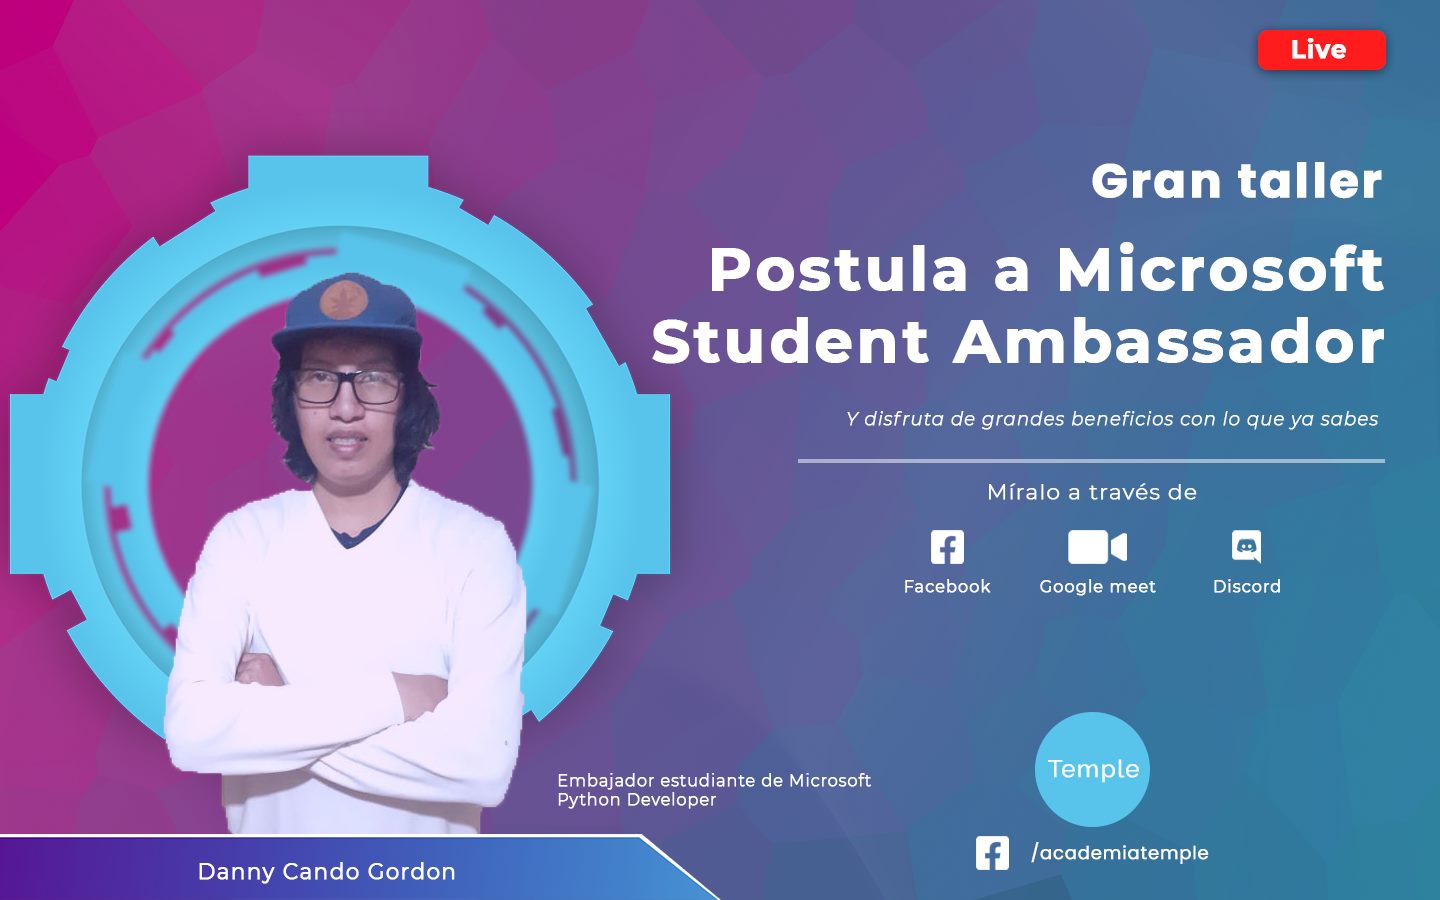 Live
Gran taller
Postula a Microsoft
Student Ambassador
Y disfruta de grandes beneficios con lo que ya sabes
Míralo a través de
Facebook
Google meet
Discord
Embajador estudiante de Microsoft
Python Developer
Temple
/academiatemple
Danny Cando Gordon